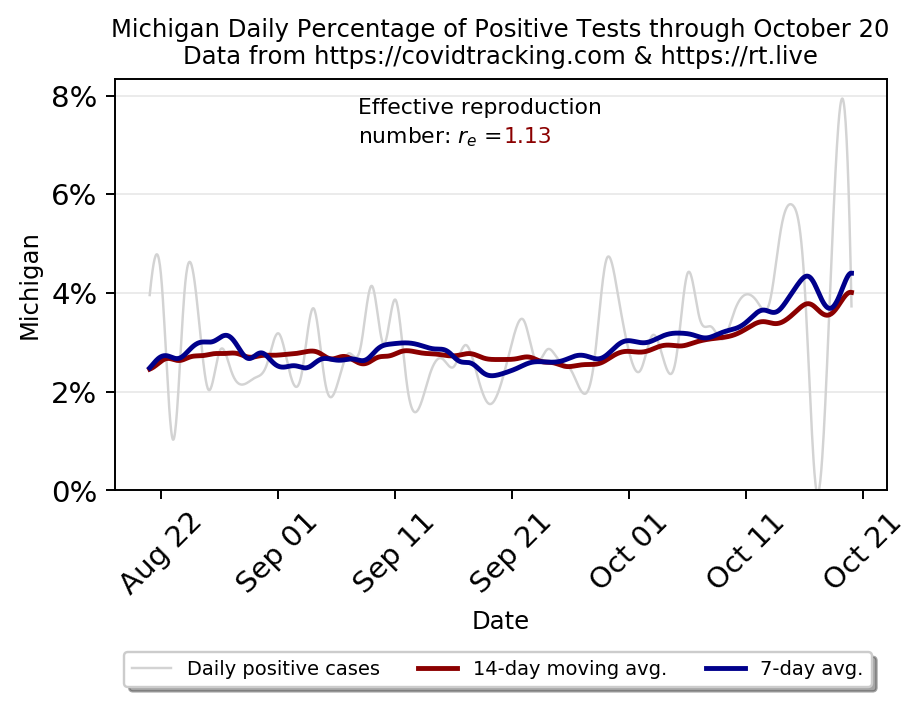 Michigan Daily Percentage of Positive Tests through October 20
Data from https://covidtracking.com & https://rt.live
Effective reproduction
number: rₑ =1.13
8%
6%
4%
2%
0%
Michigan
Aug 22
Sep 01
Sep 11
Sep 21
Oct 01
Oct 11
Oct 21
Date
Daily positive cases
14-day moving avg.
7-day avg.